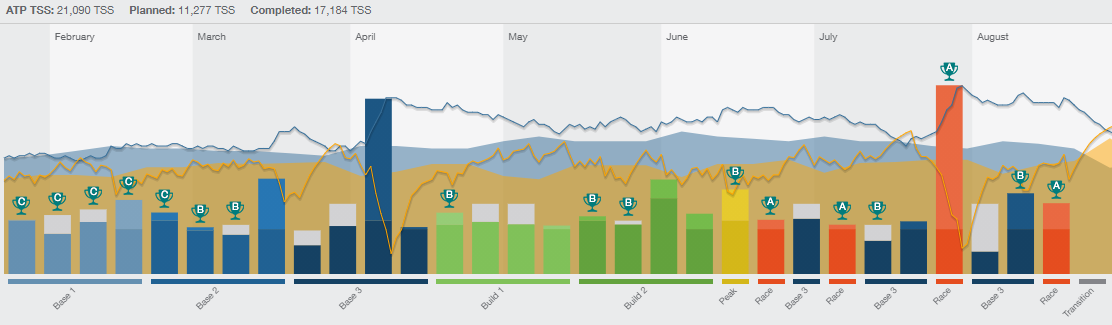 ATP TSS: 21,090 TSS Planned: 11,277 TSS Completed: 17,184 TSS
February March April May June July August
A
C C C C C B B B B B B A A B B A
Base 1 Base 2 Base 3 Build 1 Build 2 Peak Race Base 3 Race Base 3 Race Base 3 Race Transition